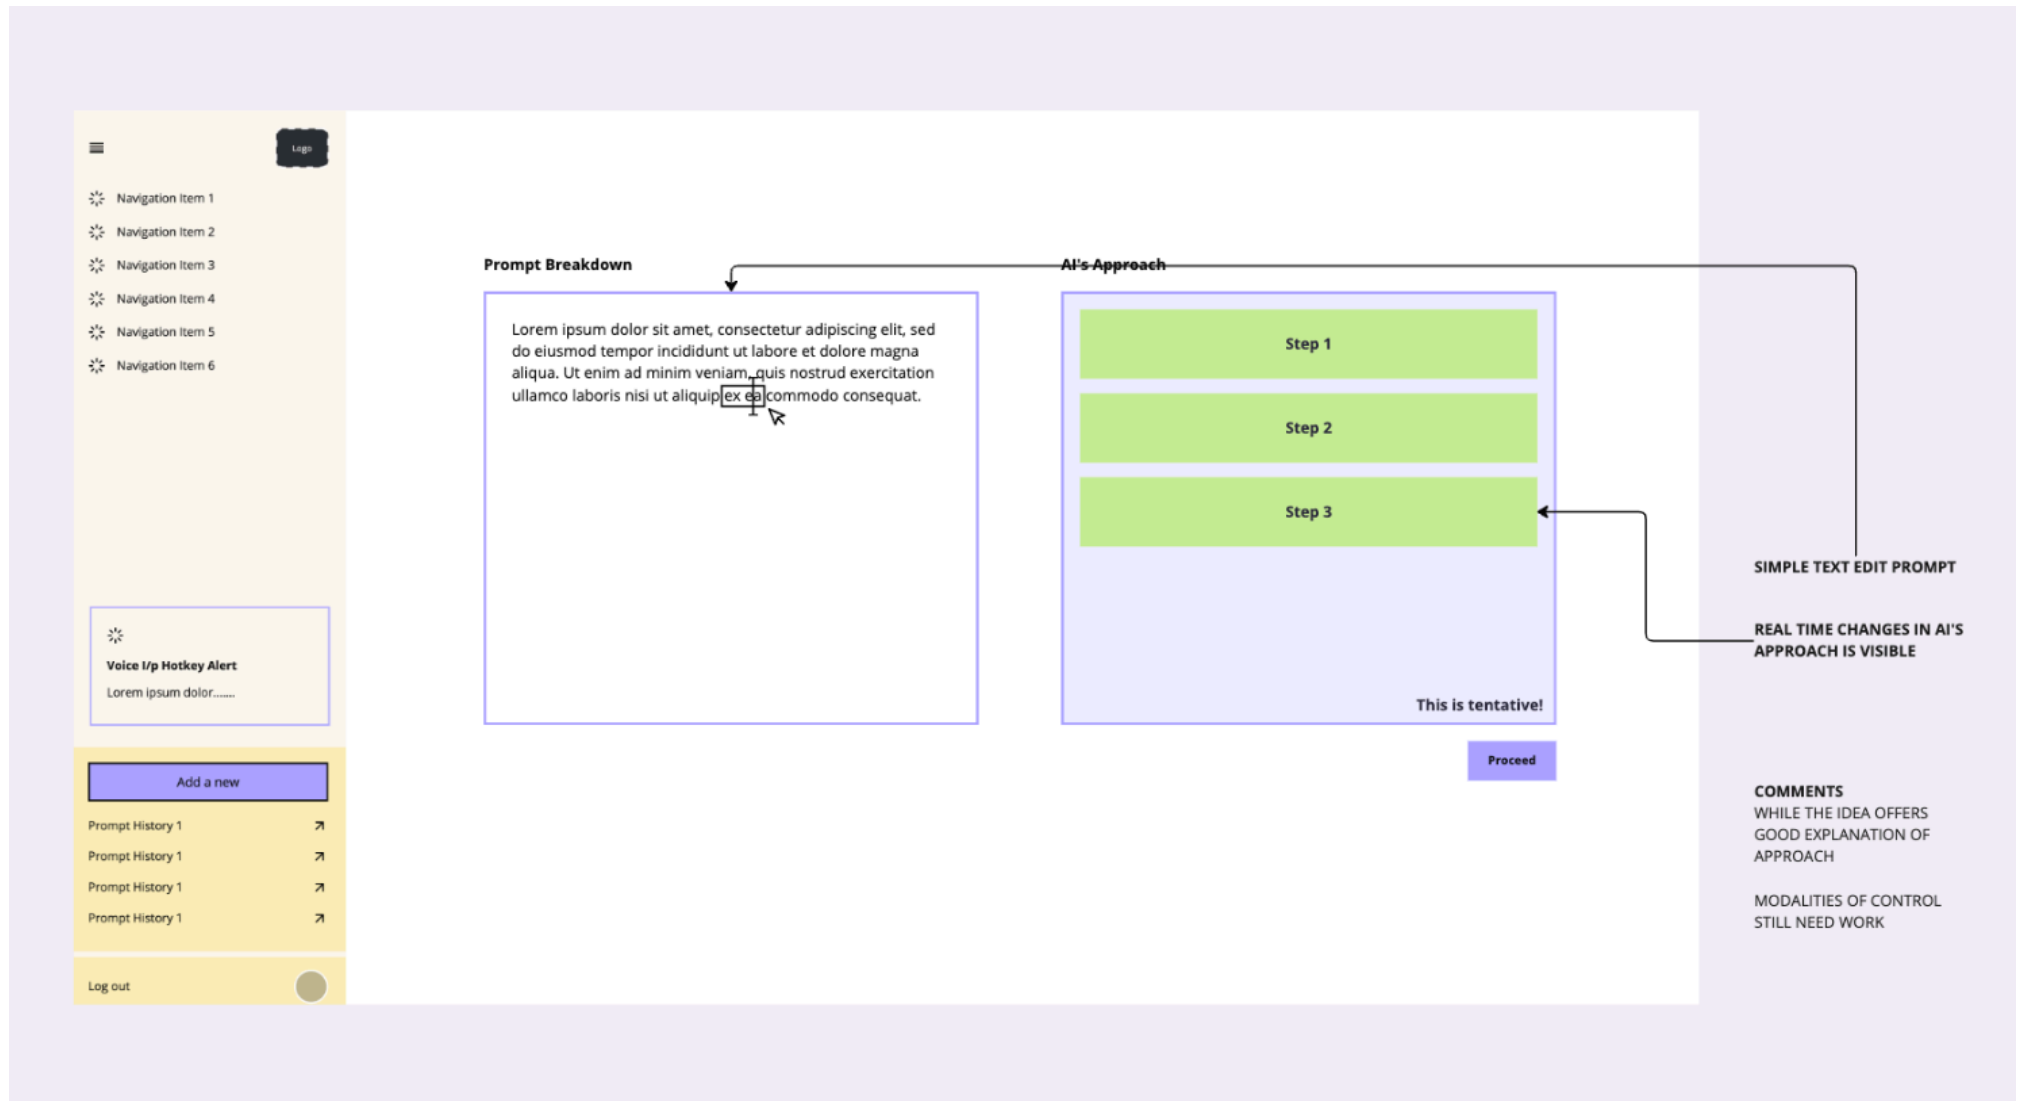 Logo
Navigation Item 1
Navigation Item 2
Navigation Item 3
Navigation Item 4
Navigation Item 5
Navigation Item 6
Voice I/p Hotkey Alert
Lorem ipsum dolor.......
Add a new
Prompt History 1
Prompt History 1
Prompt History 1
Prompt History 1
Log out
Prompt Breakdown
Lorem ipsum dolor sit amet, consectetur adipiscing elit, sed
do eiusmod tempor incididunt ut labore et dolore magna
aliqua. Ut enim ad minim veniam, quis nostrud exercitation
ullamco laboris nisi ut aliquip ex ea commodo consequat.
AI's Approach
Step 1
Step 2
Step 3
This is tentative!
Proceed
SIMPLE TEXT EDIT PROMPT
REAL TIME CHANGES IN AI'S
APPROACH IS VISIBLE
COMMENTS
WHILE THE IDEA OFFERS
GOOD EXPLANATION OF
APPROACH
MODALITIES OF CONTROL
STILL NEED WORK